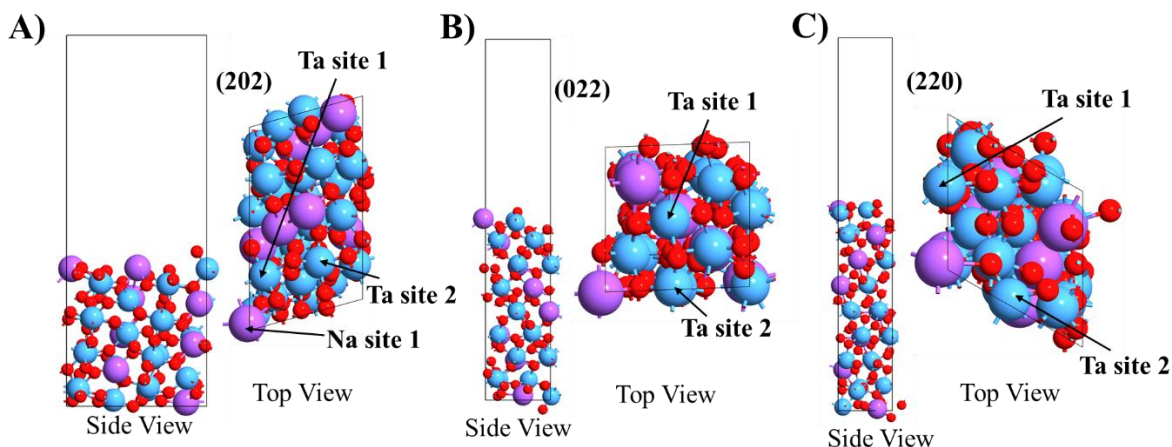 A)
(202)
Ta site 1
Ta site 2
Na site 1
Side View
Top View
B)
(022)
Ta site 1
Ta site 2
Side View
Top View
C)
(220)
Ta site 1
Ta site 2
Side View
Top View